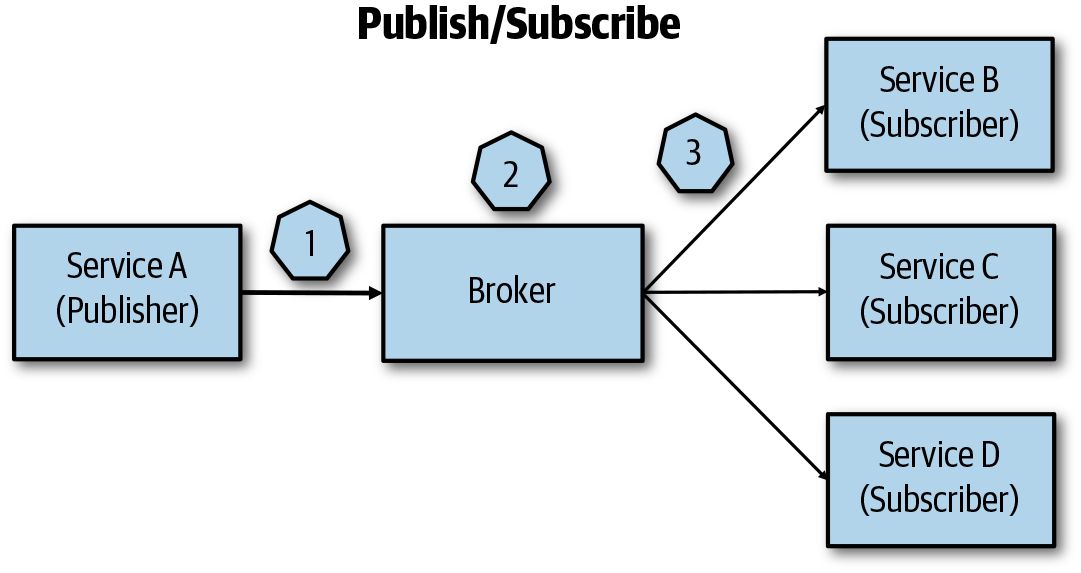 Publish/Subscribe
Service A
(Publisher)
1
2
Broker
3
Service B
(Subscriber)
Service C
(Subscriber)
Service D
(Subscriber)